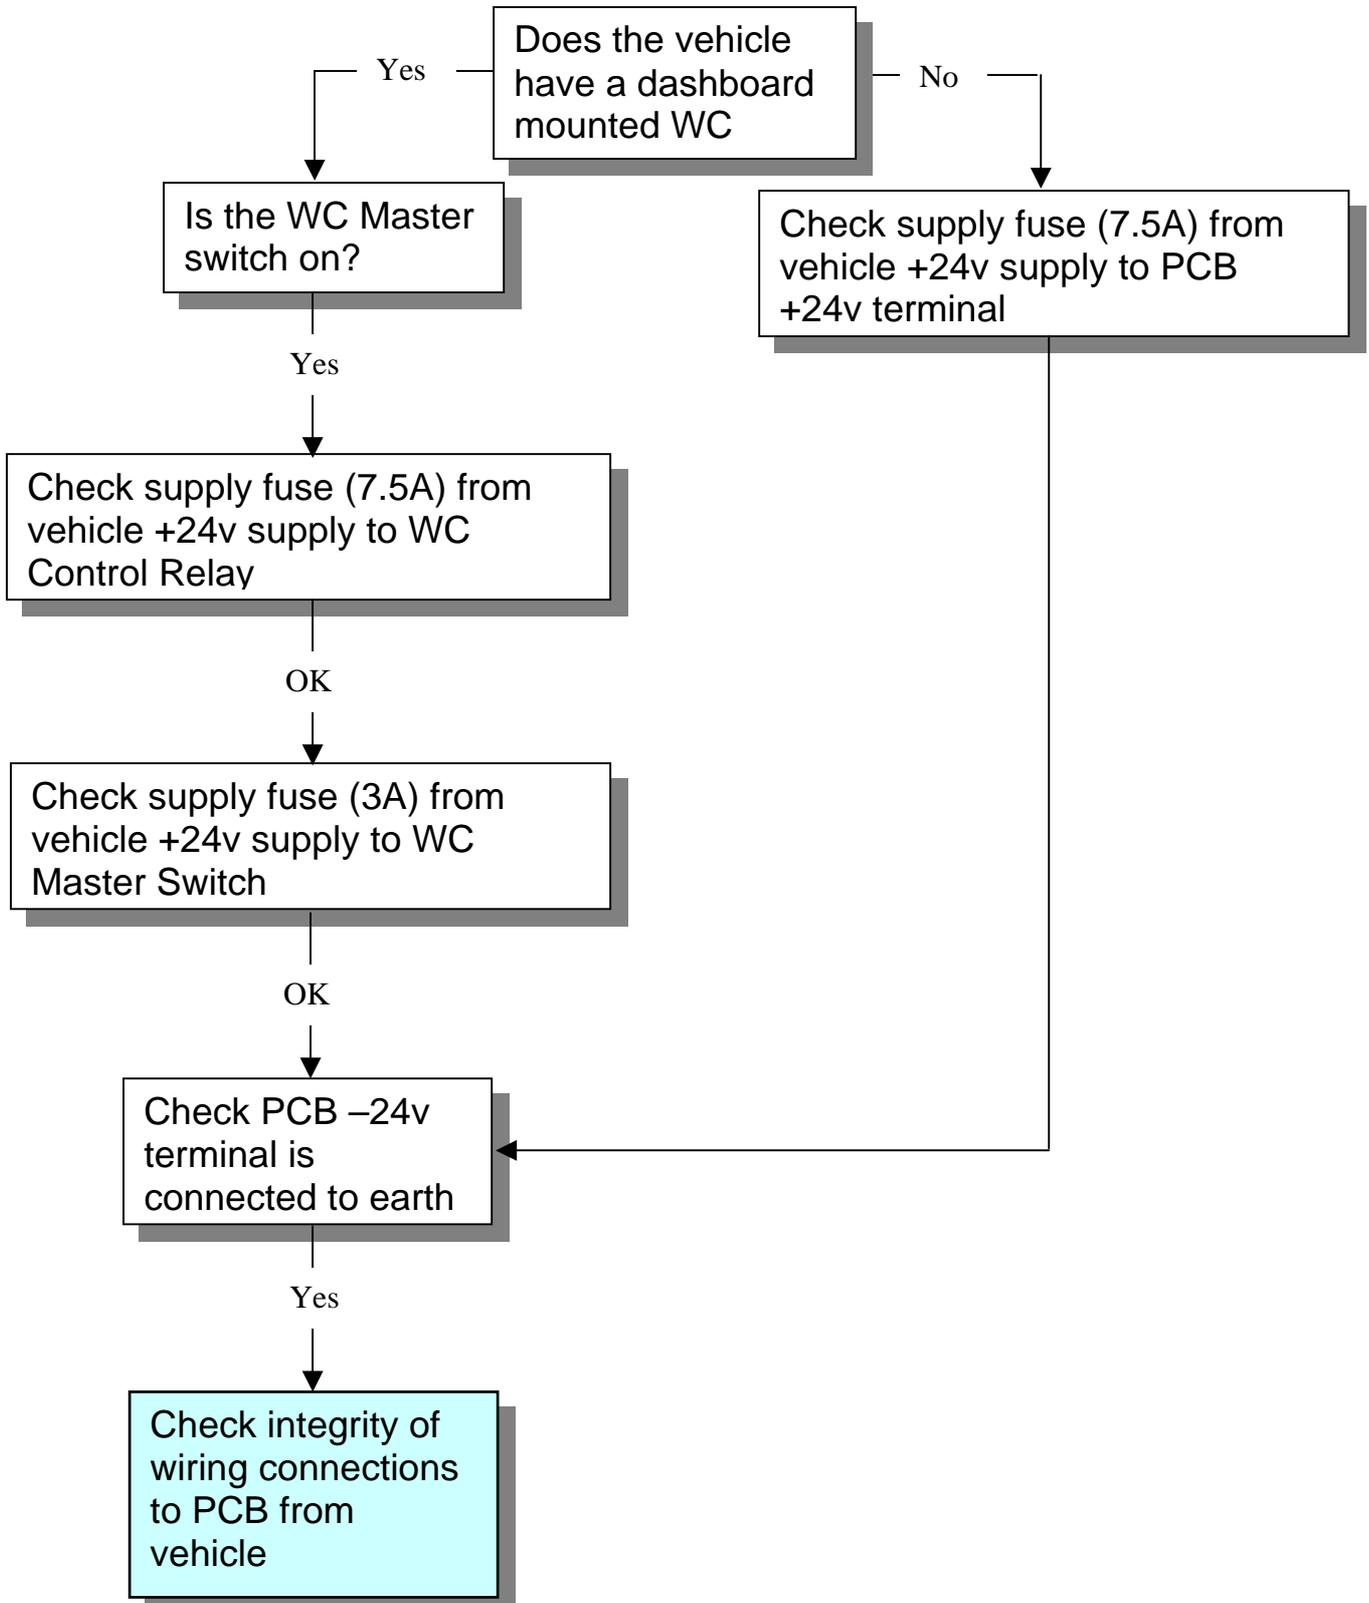 Does the vehicle
have a dashboard
mounted WC
Yes
No
Is the WC Master
switch on?
Check supply fuse (7.5A) from
vehicle +24v supply to PCB
+24v terminal
Yes
Check supply fuse (7.5A) from
vehicle +24v supply to WC
Control Relay
OK
Check supply fuse (3A) from
vehicle +24v supply to WC
Master Switch
OK
Check PCB –24v
terminal is
connected to earth
Yes
Check integrity of
wiring connections
to PCB from
vehicle